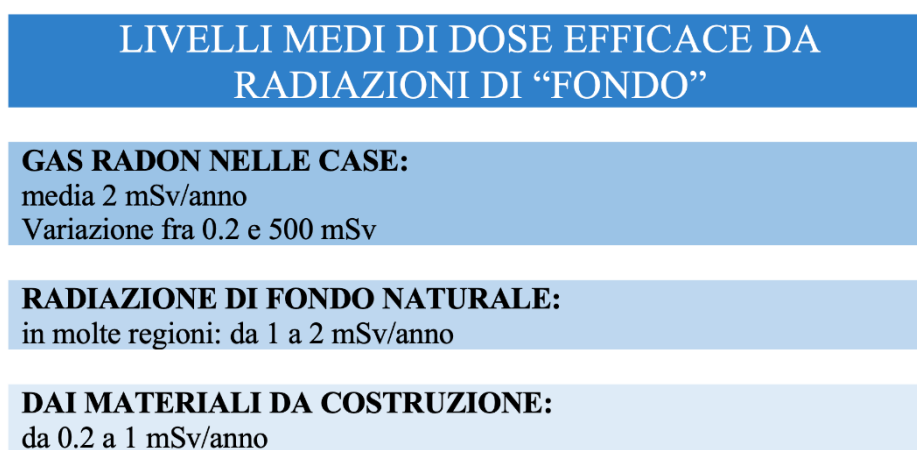 LIVELLI MEDI DI DOSE EFFICACE DA
RADIAZIONI DI “FONDO”
GAS RADON NELLE CASE:
media 2 mSv/anno
Variazione fra 0.2 e 500 mSv
RADIAZIONE DI FONDO NATURALE:
in molte regioni: da 1 a 2 mSv/anno
DAI MATERIALI DA COSTRUZIONE:
da 0.2 a 1 mSv/anno